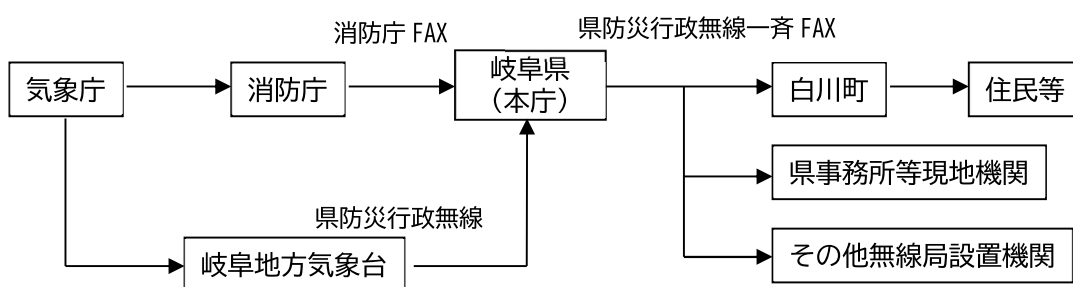 消防庁 FAX
県防災行政無線一斉 FAX
気象庁
消防庁
岐阜県
（本庁）
白川町
住民等
県事務所等現地機関
県防災行政無線
岐阜地方気象台
その他無線局設置機関